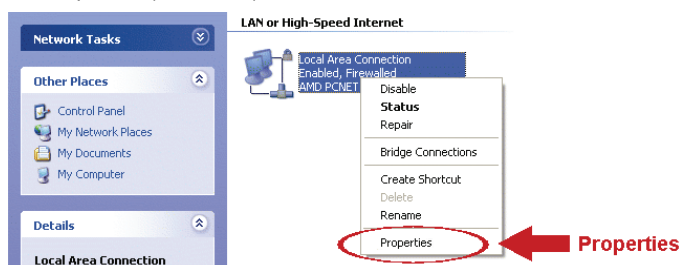 LAN or High-Speed Internet
Network Tasks
Other Places
Control Panel
My Network Places
My Documents
My Computer
Details
Local Area Connection
Local Area Connection
Enabled, Firewalled
AMD PCNET
Disable
Status
Repair
Bridge Connections
Create Shortcut
Delete
Rename
Properties
Properties